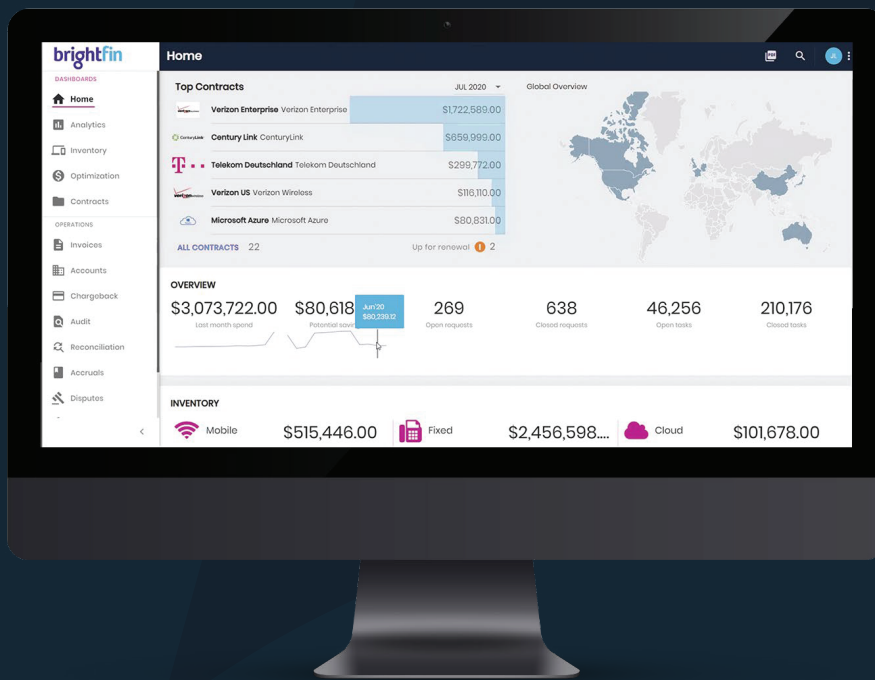 brightfin
Home
DASHBOARDS
Home
Analytics
Inventory
Optimization
Contracts
OPERATIONS
Invoices
Accounts
Chargeback
Audit
Reconciliation
Accruals
Disputes
Top Contracts JUL 2020
Verizon Enterprise Verizon Enterprise $1,722,589.00
CenturyLink Century Link CenturyLink $659,999.00
Telekom Deutschland Telekom Deutschland $299,772.00
Verizon US Verizon Wireless $116,110.00
Microsoft Azure Microsoft Azure $80,831.00
ALL CONTRACTS 22 Up for renewal 2
Global Overview
OVERVIEW
$3,073,722.00 $80,618 269 638 46,256 210,176
Last month spend Potential savin Open requests Closed requests Open tasks Closed tasks
Jun'20
$80,239.12
INVENTORY
Mobile $515,446.00 Fixed $2,456,598.... Cloud $101,678.00